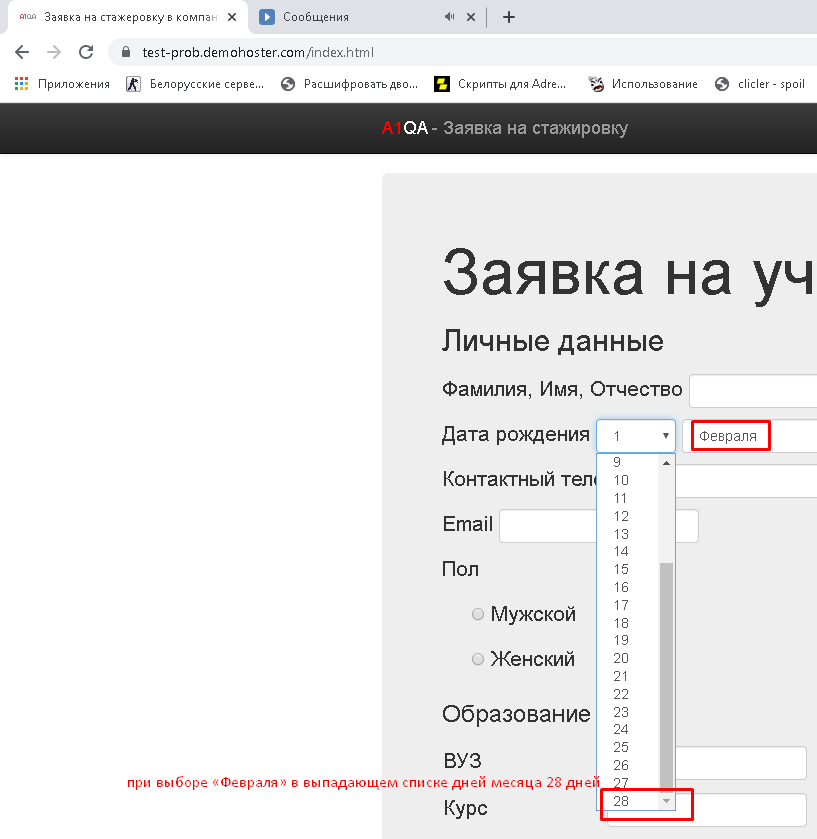 A1QA Заявка на стажировку в компан
Сообщения
test-prob.demohoster.com/index.html
Приложения Белорусские серве... Расшифровать дво... Скрипты для Adre... Использование clicler - spoil
A1QA - Заявка на стажировку
Заявка на уч
Личные данные
Фамилия, Имя, Отчество
Дата рождения 1 Февраля
9
Контактный теле
10
11
12
Email
13
14
Пол
15
16
17
Мужской
18
19
20
Женский
21
22
23
Образование
24
25
ВУЗ
26
при выборе «Февраля» в выпадающем списке дней месяца 28 дней
27
28
Курс